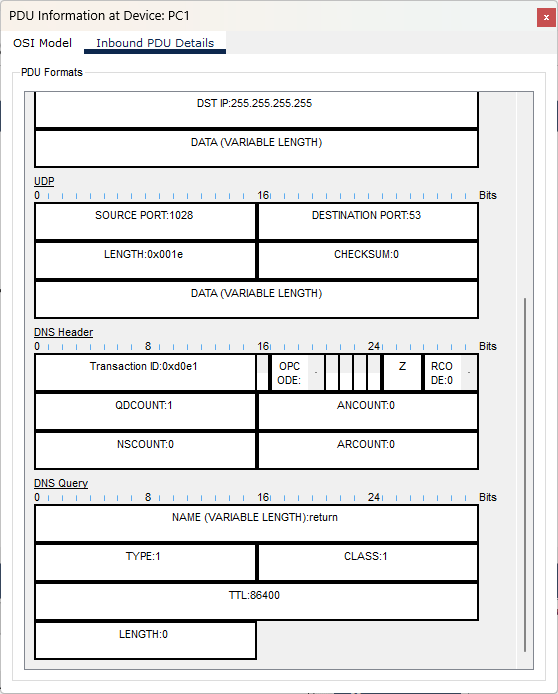 PDU Information at Device: PC1
x
OSI Model Inbound PDU Details
PDU Formats
DST IP:255.255.255.255
DATA (VARIABLE LENGTH)
UDP
0 16 Bits
SOURCE PORT:1028 DESTINATION PORT:53
LENGTH:0x001e CHECKSUM:0
DATA (VARIABLE LENGTH)
DNS Header
0 8 16 24 Bits
Transaction ID:0xd0e1 OPC . Z RCO .
ODE: DE:0
QDCOUNT:1 ANCOUNT:0
NSCOUNT:0 ARCOUNT:0
DNS Query
0 8 16 24 Bits
NAME (VARIABLE LENGTH):return
TYPE:1 CLASS:1
TTL:86400
LENGTH:0